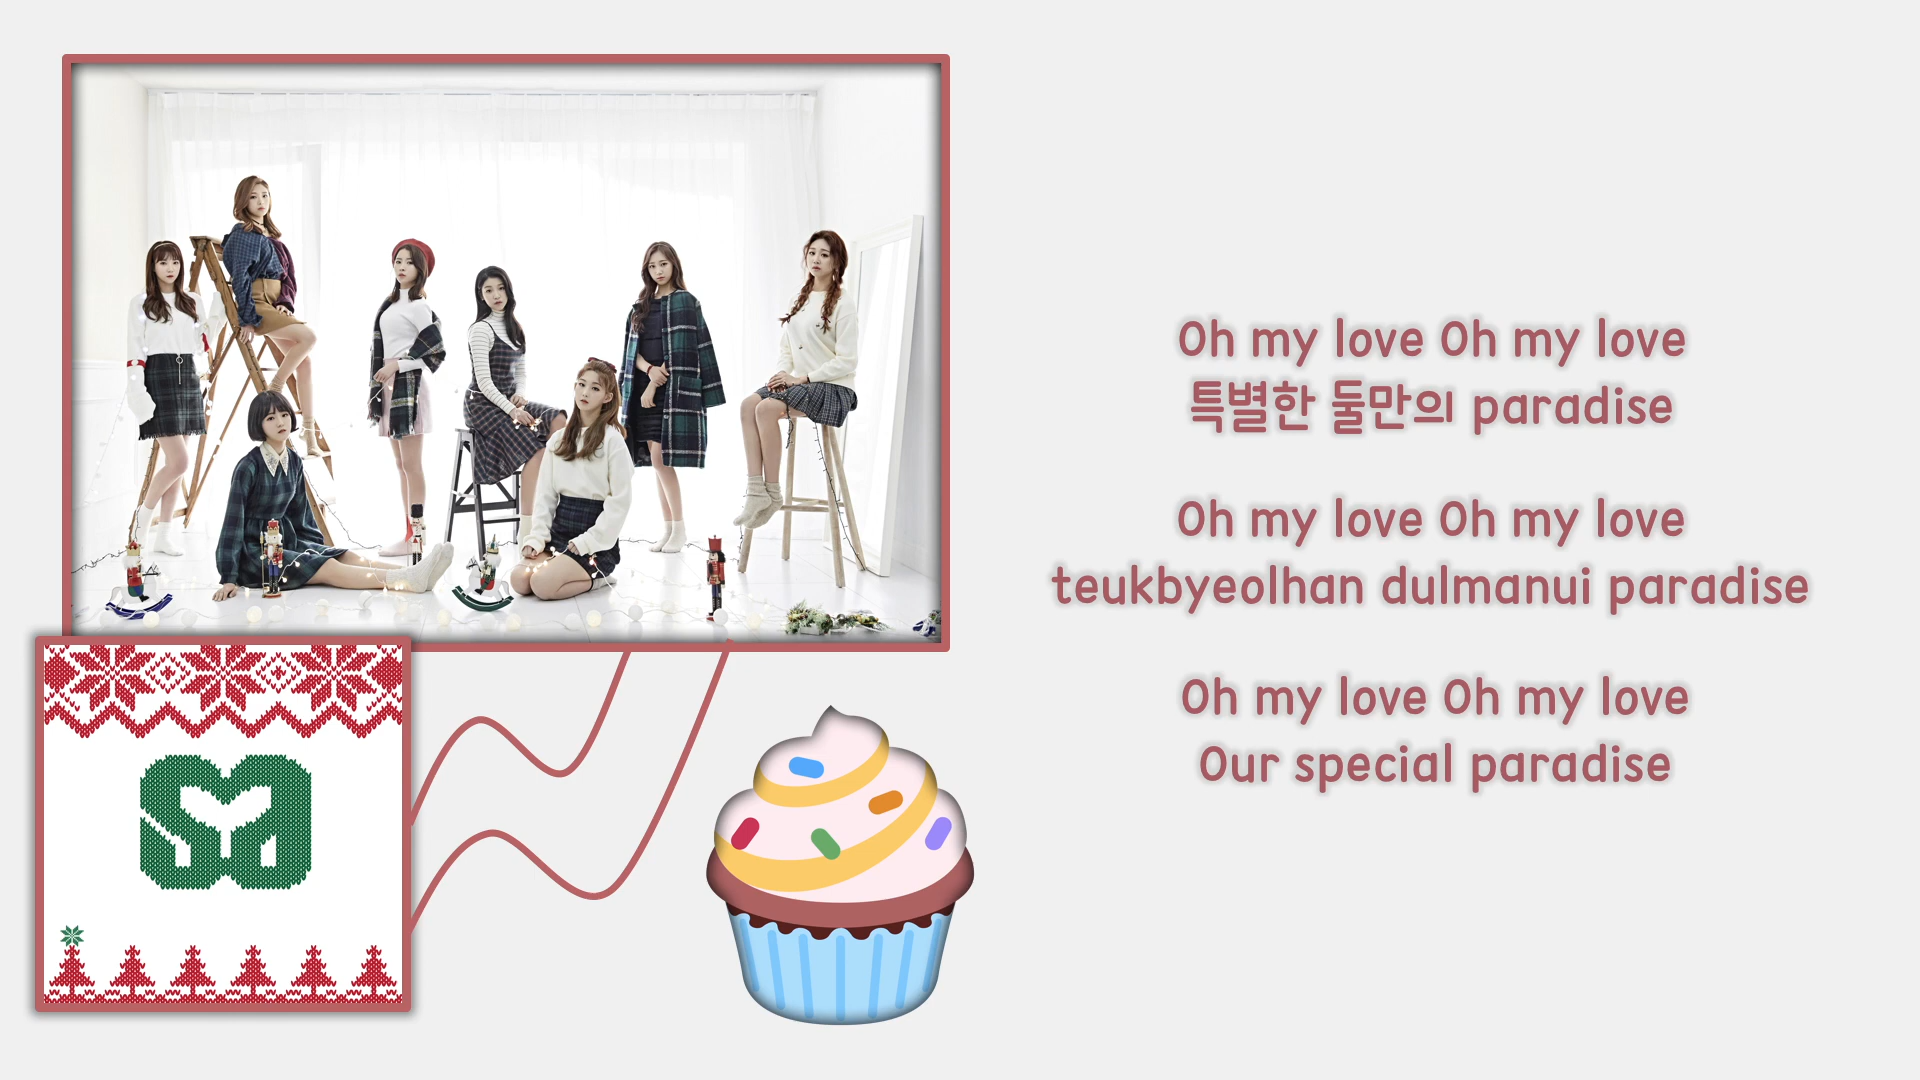 Oh my love Oh my love
특별한 둘만의 paradise
Oh my love Oh my love
teukbyeolhan dulmanui paradise
Oh my love Oh my love
Our special paradise